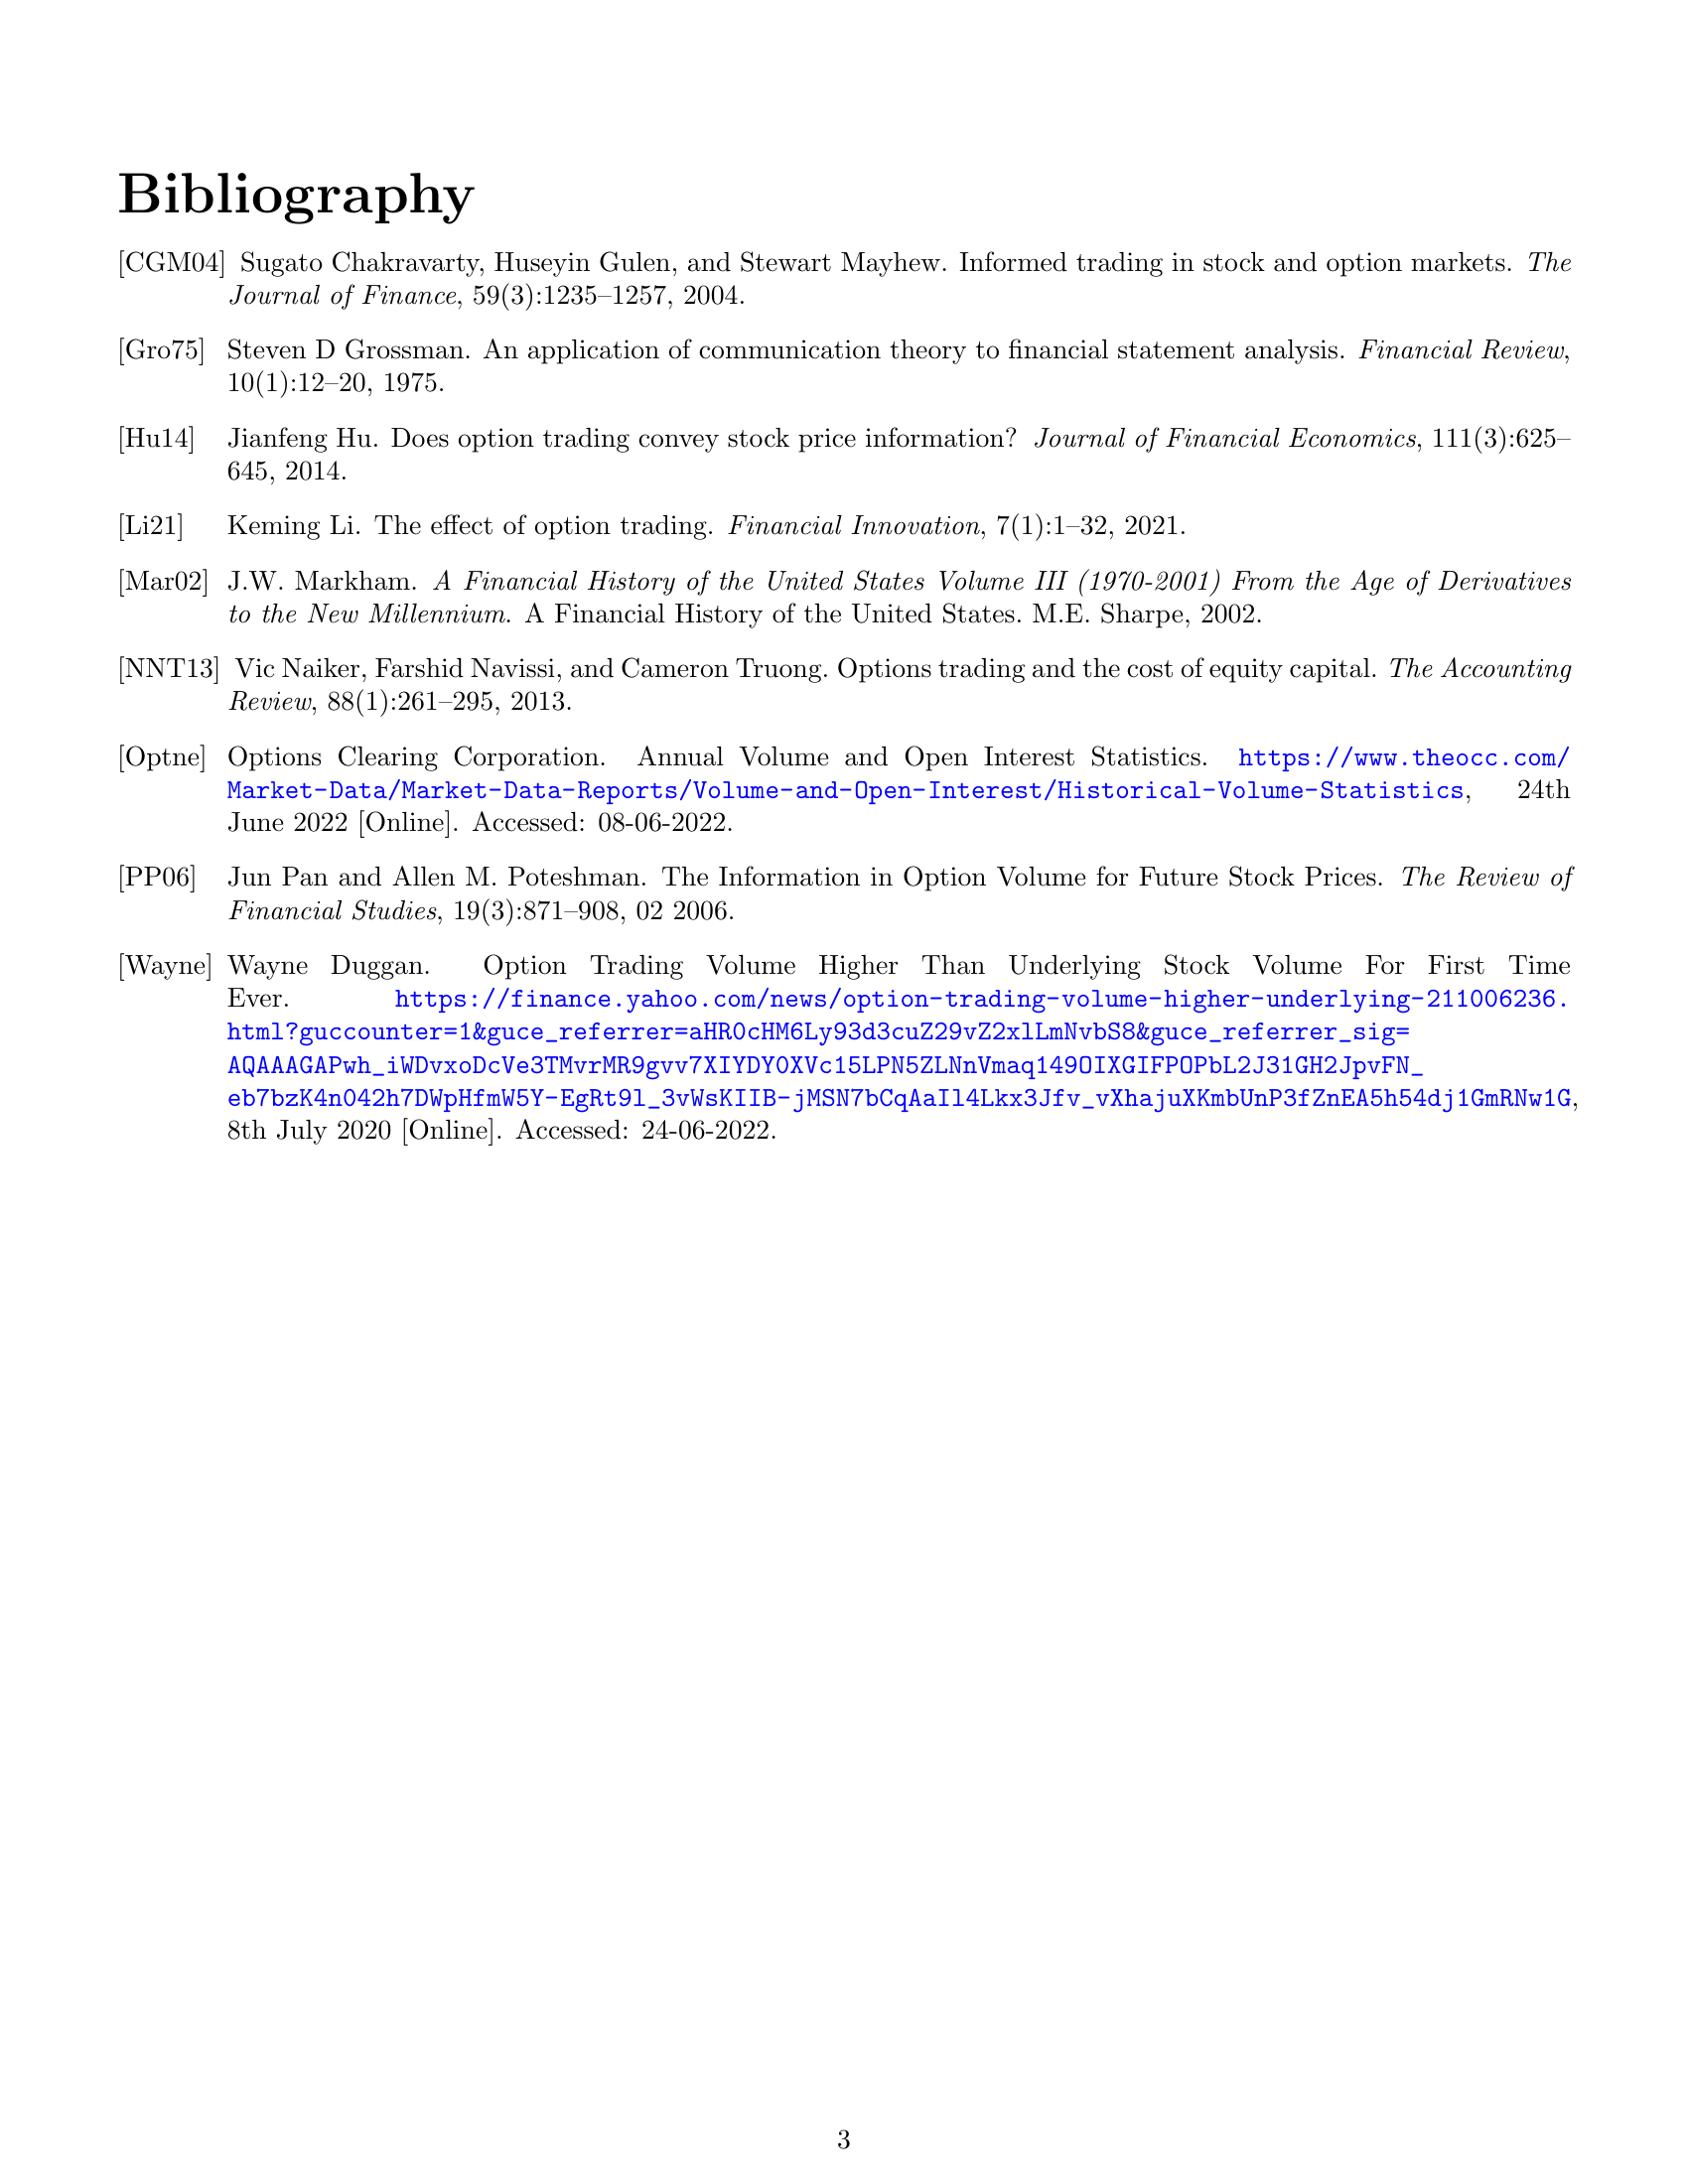 Bibliography
[CGM04] Sugato Chakravarty, Huseyin Gulen, and Stewart Mayhew. Informed trading in stock and option markets. The
Journal of Finance, 59(3):1235–1257, 2004.
[Gro75] Steven D Grossman. An application of communication theory to financial statement analysis. Financial Review,
10(1):12–20, 1975.
[Hu14] Jianfeng Hu. Does option trading convey stock price information? Journal of Financial Economics, 111(3):625–
645, 2014.
[Li21] Keming Li. The effect of option trading. Financial Innovation, 7(1):1–32, 2021.
[Mar02] J.W. Markham. A Financial History of the United States Volume III (1970-2001) From the Age of Derivatives
to the New Millennium. A Financial History of the United States. M.E. Sharpe, 2002.
[NNT13] Vic Naiker, Farshid Navissi, and Cameron Truong. Options trading and the cost of equity capital. The Accounting
Review, 88(1):261–295, 2013.
[Optne] Options Clearing Corporation. Annual Volume and Open Interest Statistics. https://www.theocc.com/
Market-Data/Market-Data-Reports/Volume-and-Open-Interest/Historical-Volume-Statistics, 24th
June 2022 [Online]. Accessed: 08-06-2022.
[PP06] Jun Pan and Allen M. Poteshman. The Information in Option Volume for Future Stock Prices. The Review of
Financial Studies, 19(3):871–908, 02 2006.
[Wayne] Wayne Duggan. Option Trading Volume Higher Than Underlying Stock Volume For First Time
Ever. https://finance.yahoo.com/news/option-trading-volume-higher-underlying-211006236.
html?guccounter=1&guce_referrer=aHR0cHM6Ly93d3cuZ29vZ2xlLmNvbS8&guce_referrer_sig=
AQAAAGAPwh_iWDvxoDcVe3TMvrMR9gvv7XIYDY0XVc15LPN5ZLNnVmaq149OIXGIFPOPbL2J31GH2JpvFN_
eb7bzK4n042h7DWpHfmW5Y-EgRt9l_3vWsKIIB-jMSN7bCqAaIl4Lkx3Jfv_vXhajuXKmbUnP3fZnEA5h54dj1GmRNw1G,
8th July 2020 [Online]. Accessed: 24-06-2022.
3